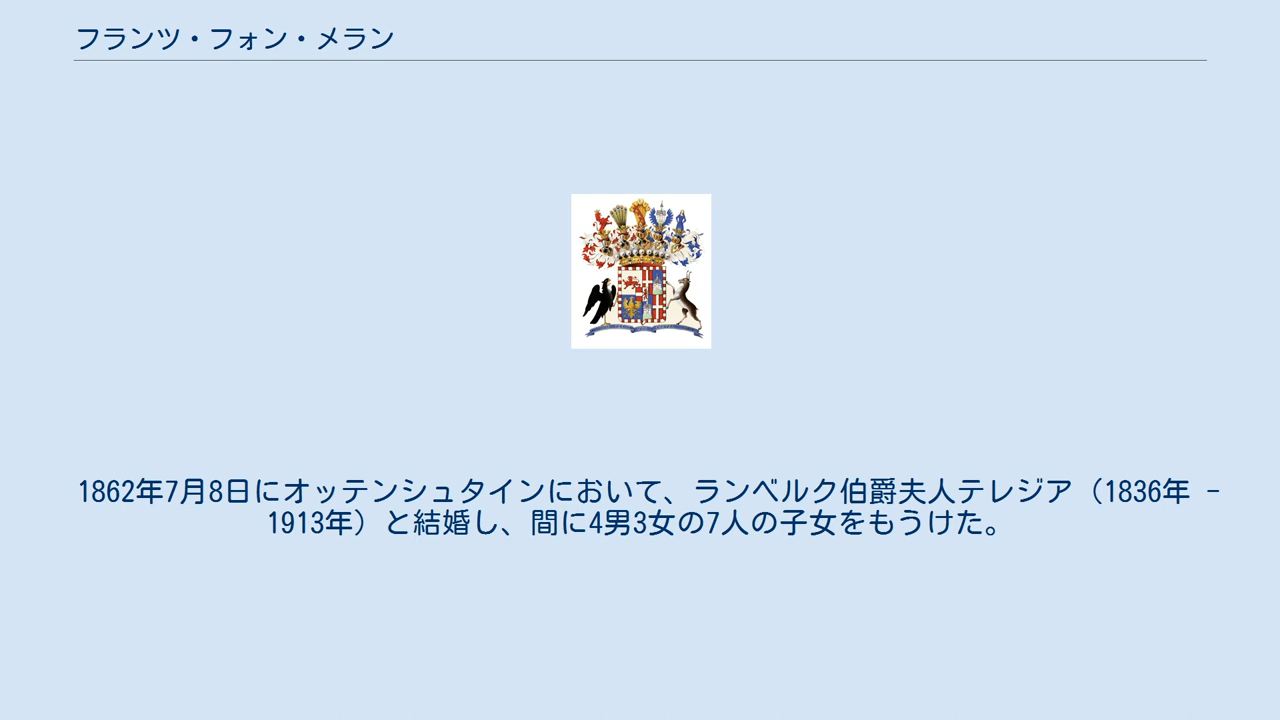 フランツ・フォン・メラン
1862年7月8日にオッテンシュタインにおいて、ランベルク伯爵夫人テレジア（1836年 -
1913年）と結婚し、間に4男3女の7人の子女をもうけた。